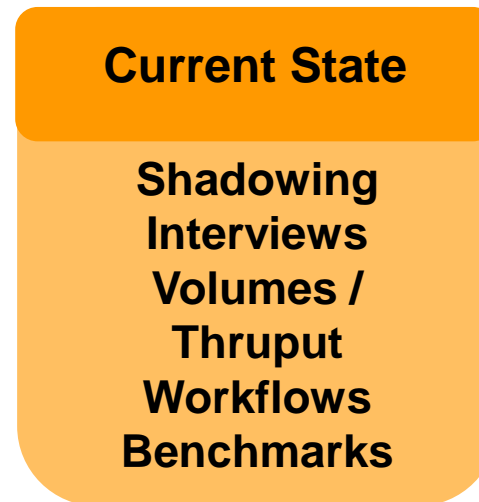 Current State
Shadowing
Interviews
Volumes /
Thruput
Workflows
Benchmarks